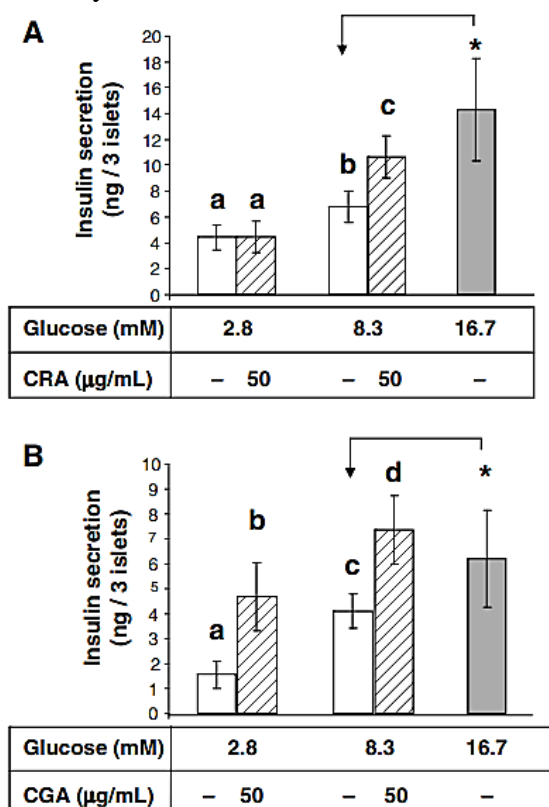 A
Insulin secretion
(ng / 3 islets)
20
18
16
14
12
10
8
6
4
2
0
a a b c *
Glucose (mM) 2.8 8.3 16.7
CRA (µg/mL) – 50 – 50 –
B
Insulin secretion
(ng / 3 islets)
10
9
8
7
6
5
4
3
2
1
0
a b c d *
Glucose (mM) 2.8 8.3 16.7
CGA (µg/mL) – 50 – 50 –